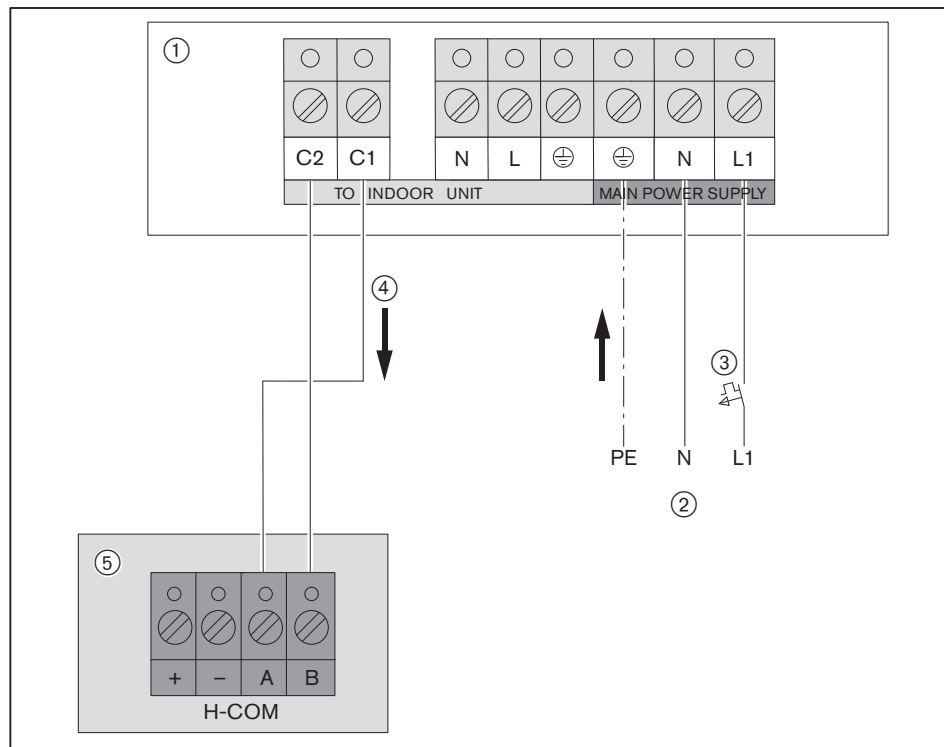 ①
C2 C1 N L N L1
TO INDOOR UNIT MAIN POWER SUPPLY
④
③
PE N L1
②
⑤
+ − A B
H-COM